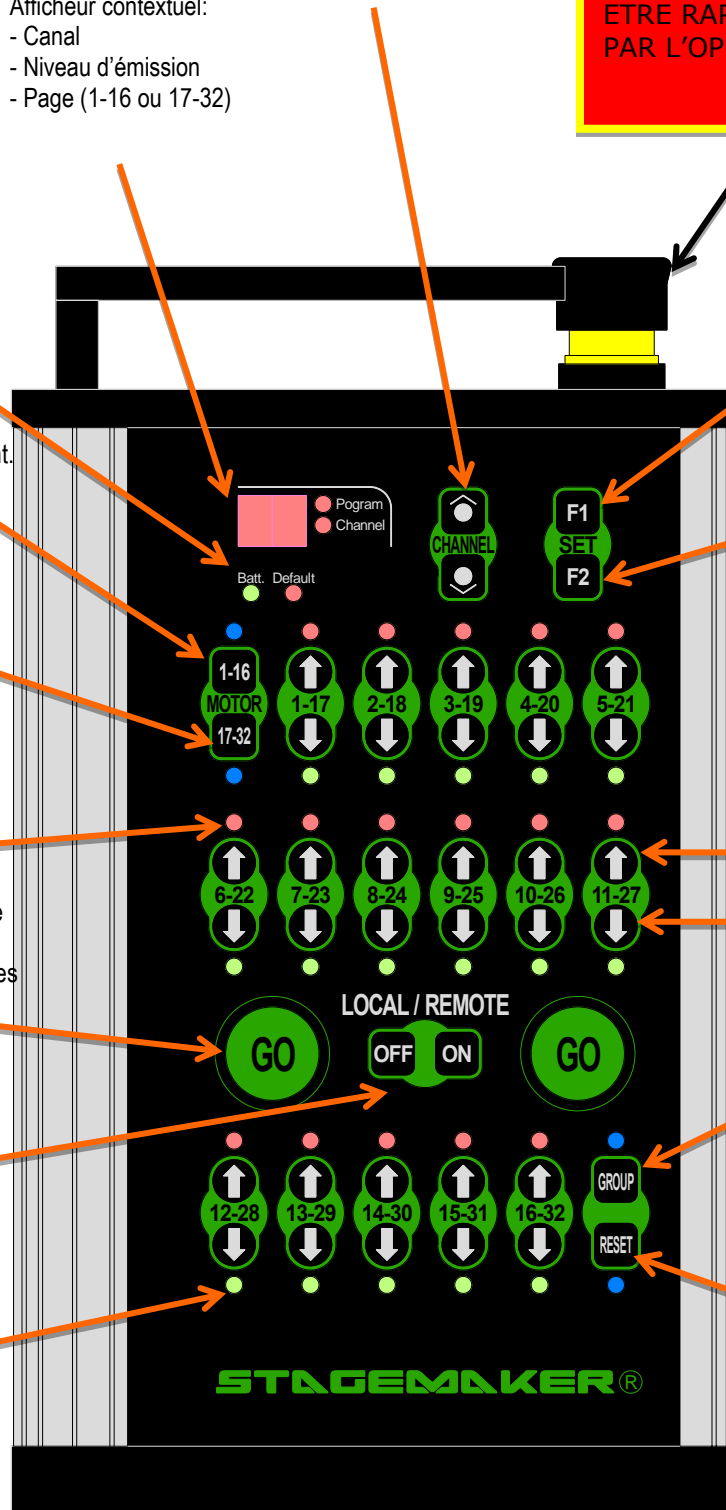 Afficheur contextuel:
- Canal
- Niveau d'émission
- Page (1-16 ou 17-32)
PAR L'OP
Pogram
Channel
CHANNEL
F1
SET
F2
Batt. Default
1-16
MOTOR
17-32
1-17
2-18
3-19
4-20
5-21
6-22
7-23
8-24
9-25
10-26
11-27
LOCAL / REMOTE
GO
OFF
ON
GO
12-28
13-29
14-30
15-31
16-32
GROUP
RESET
STAGEMAKER®